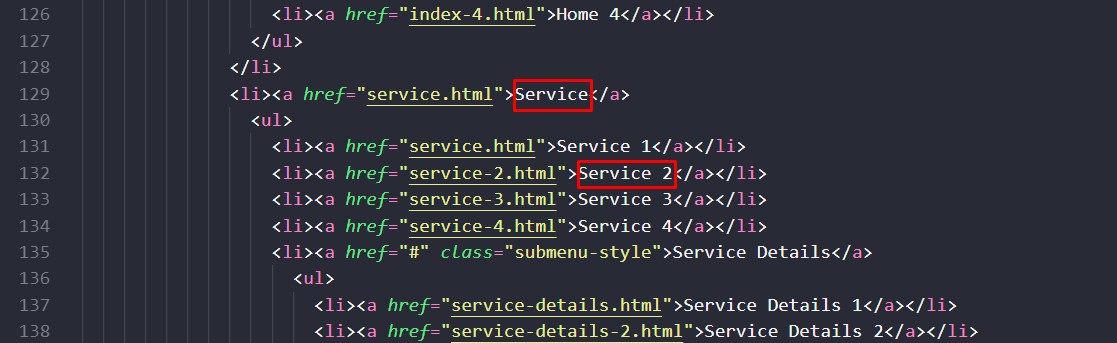 126 <li><a href="index-4.html">Home 4</a></li>
127 </ul>
128 </li>
129 <li><a href="service.html">Service</a>
130 <ul>
131 <li><a href="service.html">Service 1</a></li>
132 <li><a href="service-2.html">Service 2</a></li>
133 <li><a href="service-3.html">Service 3</a></li>
134 <li><a href="service-4.html">Service 4</a></li>
135 <li><a href="#" class="submenu-style">Service Details</a>
136 <ul>
137 <li><a href="service-details.html">Service Details 1</a></li>
138 <li><a href="service-details-2.html">Service Details 2</a></li>